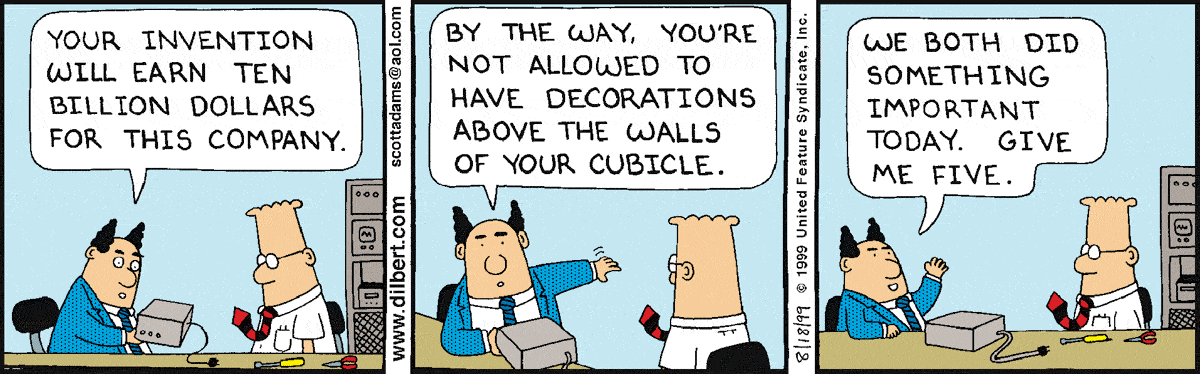 YOUR INVENTION
WILL EARN TEN
BILLION DOLLARS
FOR THIS COMPANY.
www.dilbert.com scottadams@aol.com
BY THE WAY, YOU'RE
NOT ALLOWED TO
HAVE DECORATIONS
ABOVE THE WALLS
OF YOUR CUBICLE.
8/18/99 © 1999 United Feature Syndicate, Inc.
WE BOTH DID
SOMETHING
IMPORTANT
TODAY. GIVE
ME FIVE.